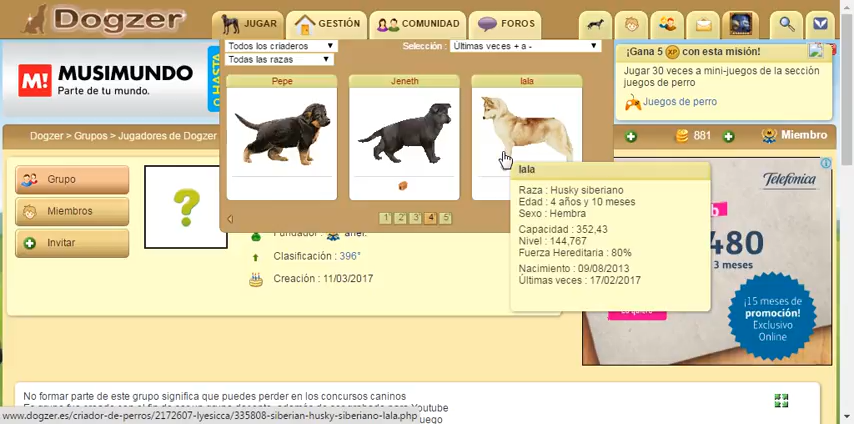 Dogzer
JUGAR
GESTIÓN
COMUNIDAD
FOROS
Todos los criaderos
Selección :
Últimas veces + a -
Todas las razas
Pepe
Jeneth
lala
¡Gana 5 XP con esta misión!
Jugar 30 veces a mini-juegos de la sección
juegos de perro
Juegos de perro
M! MUSIMUNDO
Parte de tu mundo.
HASTA
Dogzer > Grupos > Jugadores de Dogzer
881
Miembro
Grupo
Miembros
Invitar
?
1 2 3 4 5
lala
Raza : Husky siberiano
Edad : 4 años y 10 meses
Sexo : Hembra
Capacidad : 352,43
Nivel : 144,767
Fuerza Hereditaria : 80%
Nacimiento : 09/08/2013
Últimas veces : 17/02/2017
Fundador :
ariel.
Clasificación : 396°
Creación : 11/03/2017
Telefónica
480
3 meses
¡15 meses de
promoción!
Exclusivo
Online
No formar parte de este grupo significa que puedes perder en los concursos caninos
Youtube
www.dogzer.es/criador-de-perros/2172607-lyesicca/335808-siberian-husky-siberiano-lala.php